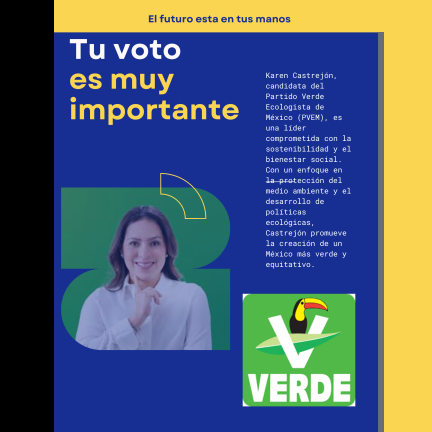 El futuro esta en tus manos
Tu voto
es muy
importante
Karen Castrejón,
candidata del
Partido Verde
Ecologista de
México (PVEM), es
una líder
comprometida con la
sostenibilidad y el
bienestar social.
Con un enfoque en
la protección del
medio ambiente y el
desarrollo de
políticas
ecológicas,
Castrejón promueve
la creación de un
México más verde y
equitativo.
V
VERDE